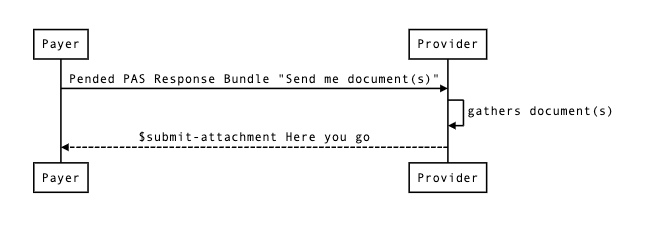 Payer
Provider
Pended PAS Response Bundle "Send me document(s)"
gathers document(s)
$submit-attachment Here you go
Payer
Provider